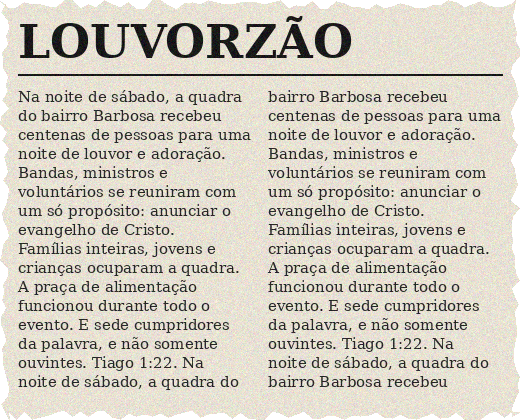 LOUVORZÃO
Na noite de sábado, a quadra
do bairro Barbosa recebeu
centenas de pessoas para uma
noite de louvor e adoração.
Bandas, ministros e
voluntários se reuniram com
um só propósito: anunciar o
evangelho de Cristo.
Famílias inteiras, jovens e
crianças ocuparam a quadra.
A praça de alimentação
funcionou durante todo o
evento. E sede cumpridores
da palavra, e não somente
ouvintes. Tiago 1:22. Na
noite de sábado, a quadra do
bairro Barbosa recebeu
centenas de pessoas para uma
noite de louvor e adoração.
Bandas, ministros e
voluntários se reuniram com
um só propósito: anunciar o
evangelho de Cristo.
Famílias inteiras, jovens e
crianças ocuparam a quadra.
A praça de alimentação
funcionou durante todo o
evento. E sede cumpridores
da palavra, e não somente
ouvintes. Tiago 1:22. Na
noite de sábado, a quadra do
bairro Barbosa recebeu